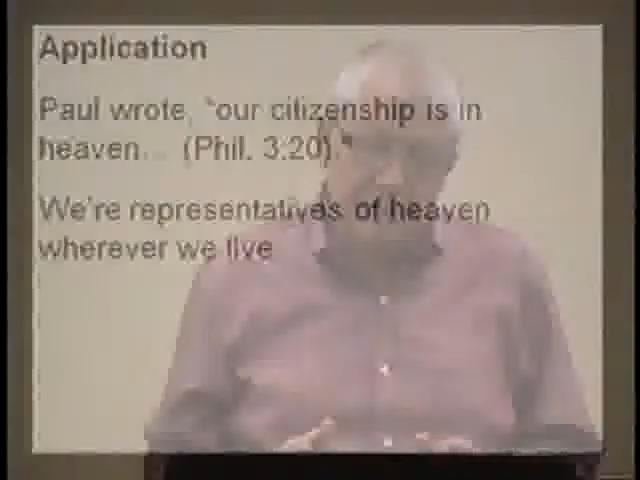 Application
Paul wrote, "our citizenship is in
heaven... (Phil. 3:20)."
We're representatives of heaven
wherever we live